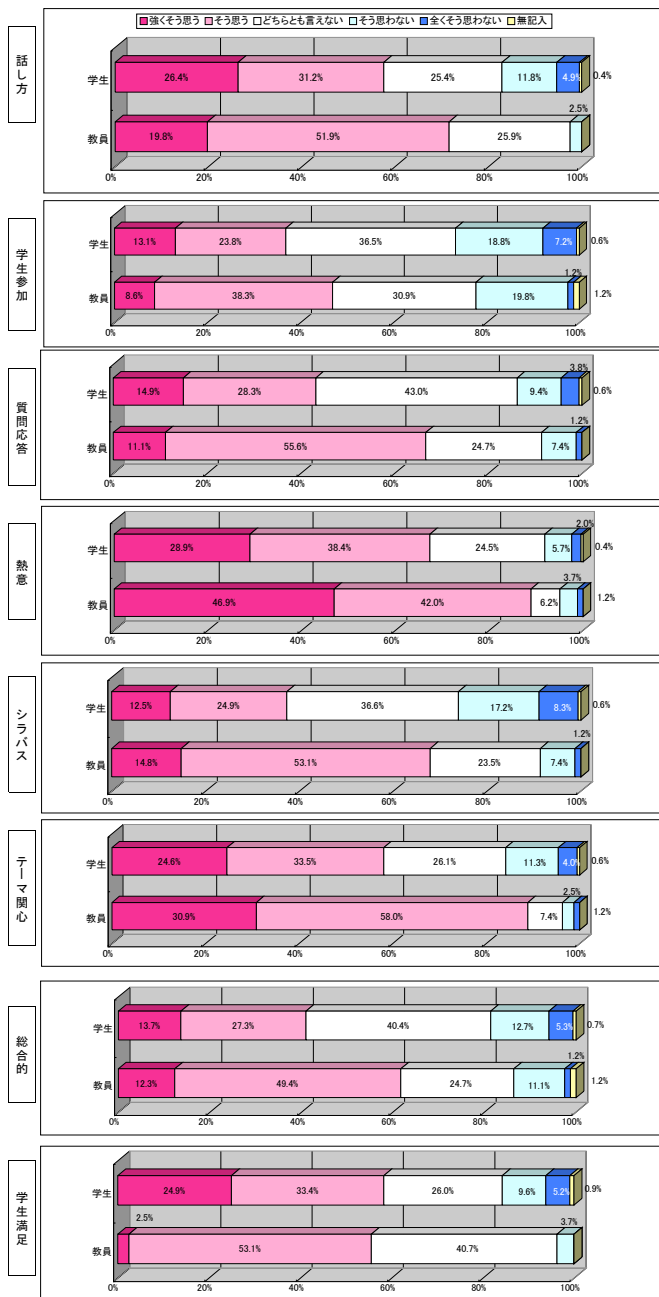 強くそう思う そう思う どちらとも言えない そう思わない 全くそう思わない 無記入
話し方
学生 26.4% 31.2% 25.4% 11.8% 4.9% 0.4%
2.5%
教員 19.8% 51.9% 25.9%
0% 20% 40% 60% 80% 100%
学生参加
学生 13.1% 23.8% 36.5% 18.8% 7.2% 0.6%
1.2%
教員 8.6% 38.3% 30.9% 19.8% 1.2%
0% 20% 40% 60% 80% 100%
質問応答
3.8%
学生 14.9% 28.3% 43.0% 9.4% 0.6%
1.2%
教員 11.1% 55.6% 24.7% 7.4%
0% 20% 40% 60% 80% 100%
熱意
2.0%
学生 28.9% 38.4% 24.5% 5.7% 0.4%
3.7%
教員 46.9% 42.0% 6.2% 1.2%
0% 20% 40% 60% 80% 100%
シラバス
学生 12.5% 24.9% 36.6% 17.2% 8.3% 0.6%
1.2%
教員 14.8% 53.1% 23.5% 7.4%
0% 20% 40% 60% 80% 100%
テーマ関心
学生 24.6% 33.5% 26.1% 11.3% 4.0% 0.6%
2.5%
教員 30.9% 58.0% 7.4% 1.2%
0% 20% 40% 60% 80% 100%
総合的
学生 13.7% 27.3% 40.4% 12.7% 5.3% 0.7%
1.2%
教員 12.3% 49.4% 24.7% 11.1% 1.2%
0% 20% 40% 60% 80% 100%
学生満足
学生 24.9% 33.4% 26.0% 9.6% 5.2% 0.9%
2.5% 3.7%
教員 53.1% 40.7%
0% 20% 40% 60% 80% 100%